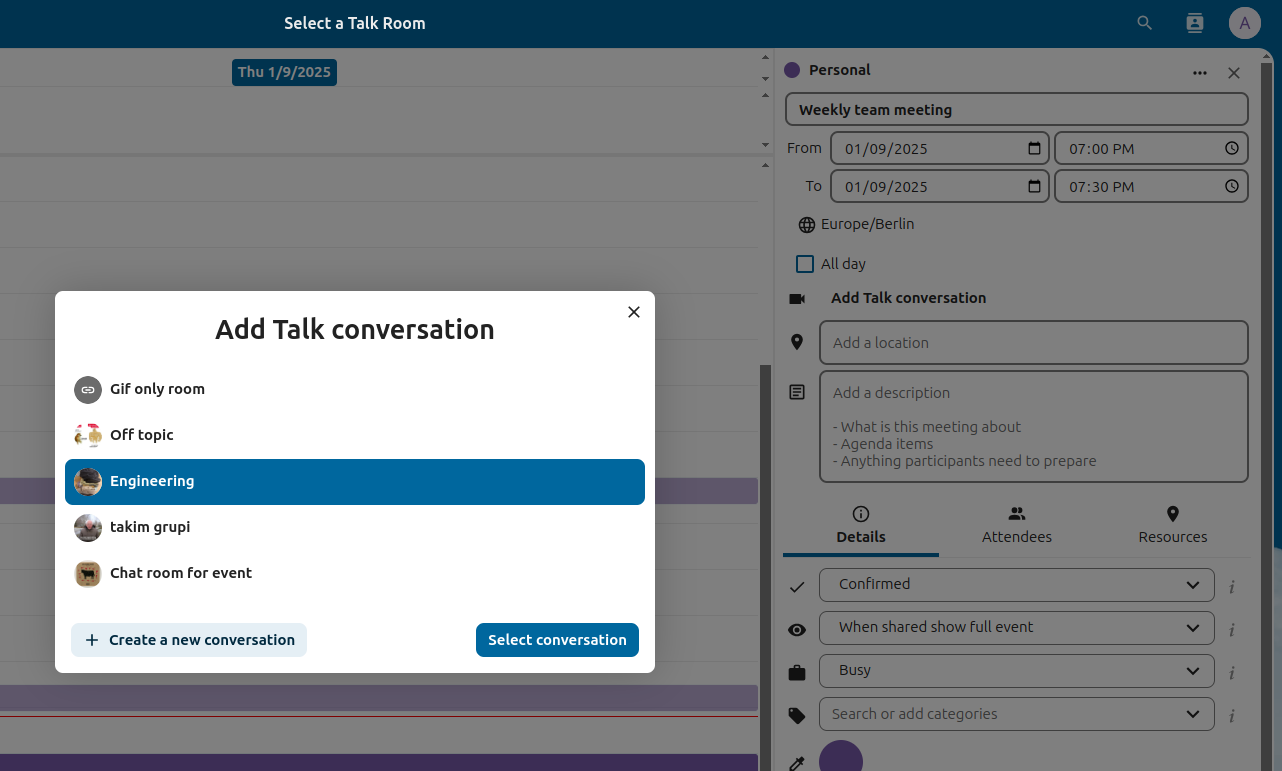 Select a Talk Room
A
Thu 1/9/2025
Personal
Weekly team meeting
From 01/09/2025 07:00 PM
To 01/09/2025 07:30 PM
Europe/Berlin
All day
Add Talk conversation
Add a location
Add a description
- What is this meeting about
- Agenda items
- Anything participants need to prepare
Details Attendees Resources
Confirmed i
When shared show full event i
Busy i
Search or add categories i
Add Talk conversation
Gif only room
Off topic
Engineering
takim grupi
Chat room for event
+ Create a new conversation Select conversation